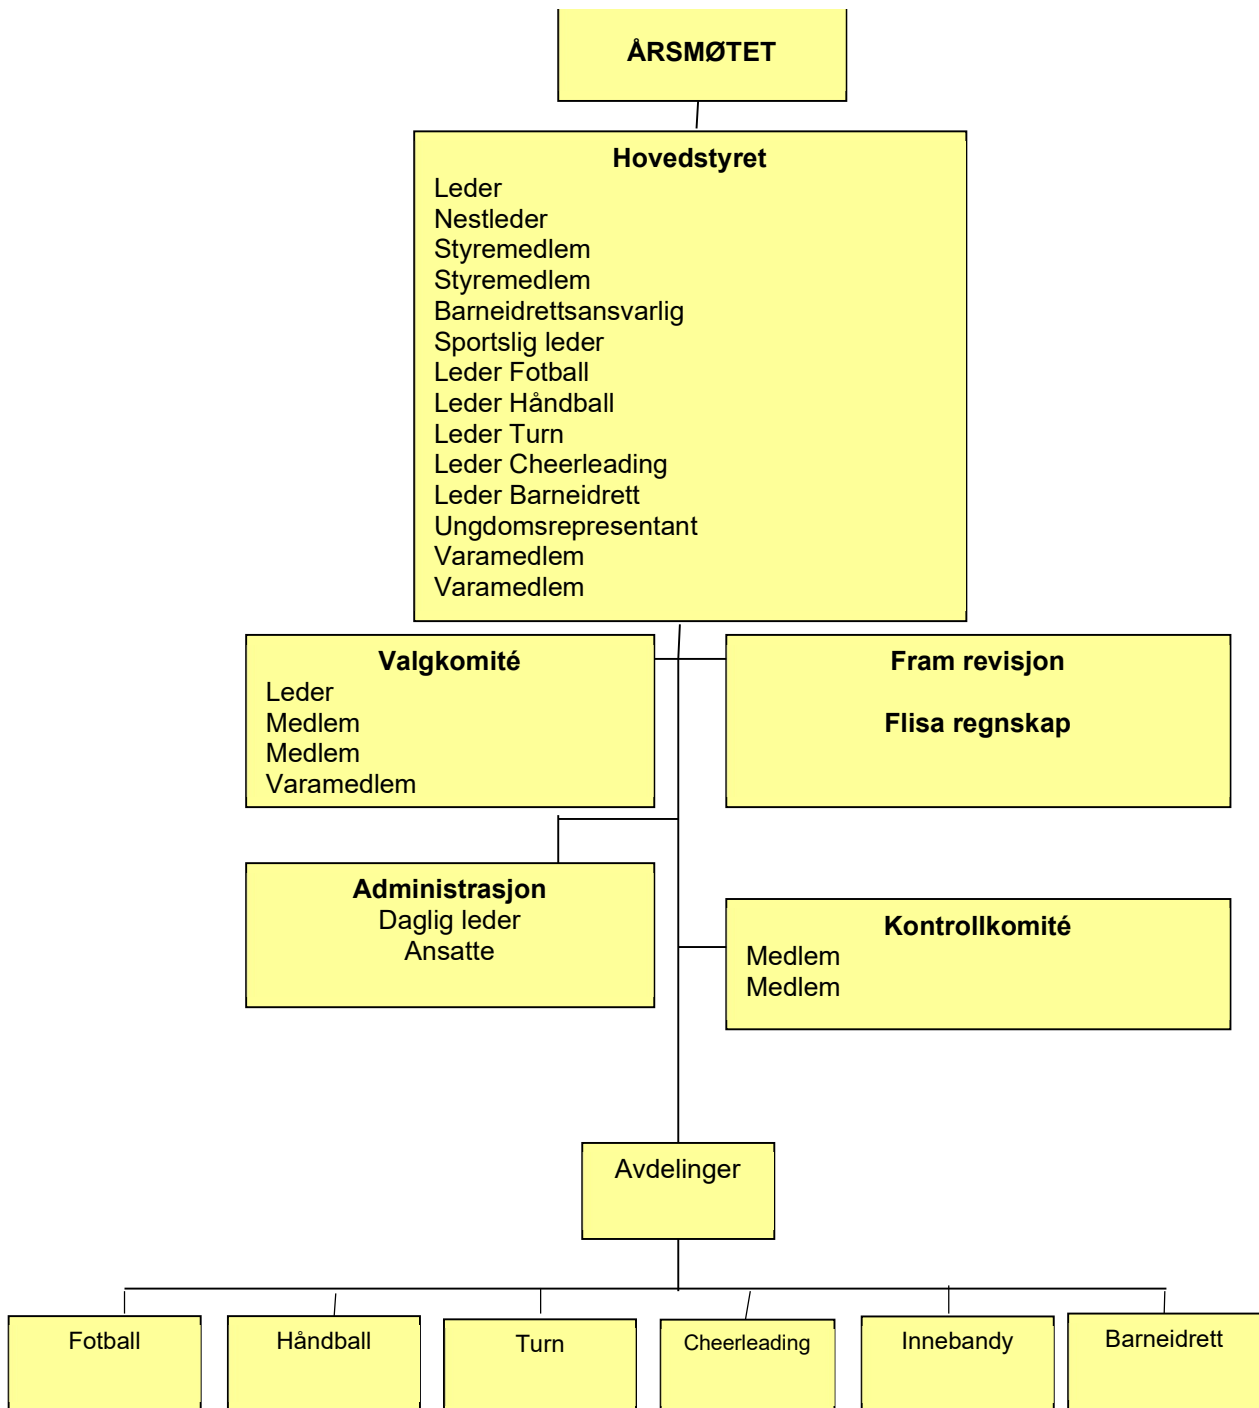 ÅRSMØTET
Hovedstyret
Leder
Nestleder
Styremedlem
Styremedlem
Barneidrettsansvarlig
Sportslig leder
Leder Fotball
Leder Håndball
Leder Turn
Leder Cheerleading
Leder Barneidrett
Ungdomsrepresentant
Varamedlem
Varamedlem
Valgkomité
Leder
Medlem
Medlem
Varamedlem
Fram revisjon
Flisa regnskap
Administrasjon
Daglig leder
Ansatte
Kontrollkomité
Medlem
Medlem
Avdelinger
Fotball
Håndball
Turn
Cheerleading
Innebandy
Barneidrett